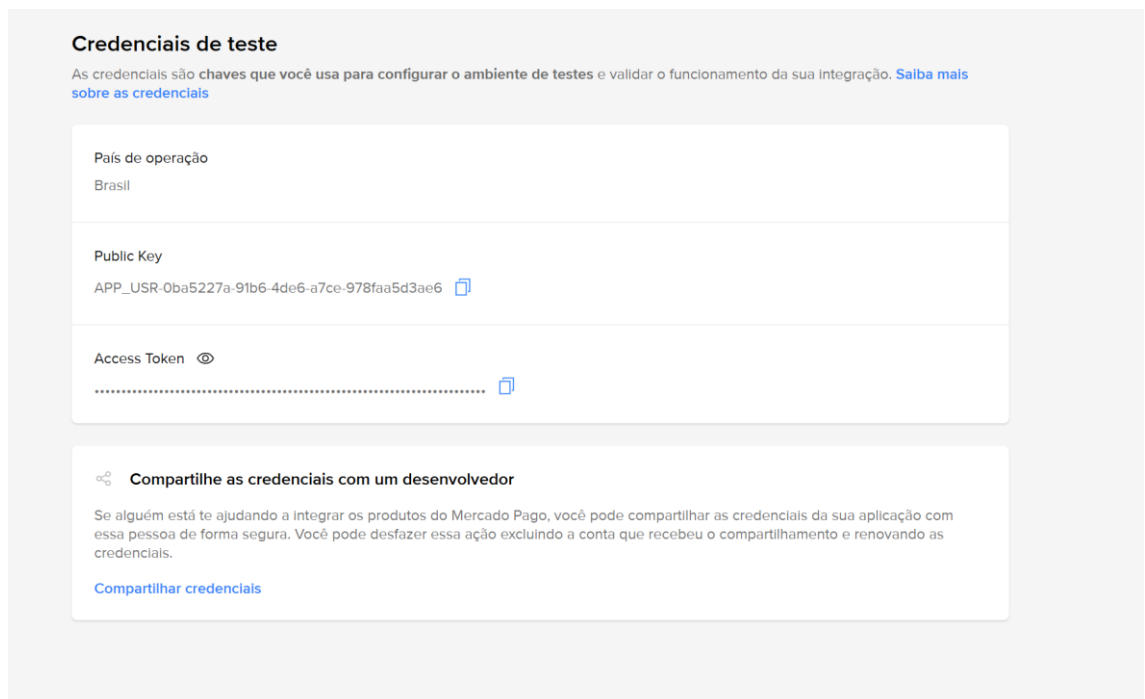 Credenciais de teste
As credenciais são chaves que você usa para configurar o ambiente de testes e validar o funcionamento da sua integração. Saiba mais
sobre as credenciais
País de operação
Brasil
Public Key
APP_USR-0ba5227a-91b6-4de6-a7ce-978faa5d3ae6
Access Token
Compartilhe as credenciais com um desenvolvedor
Se alguém está te ajudando a integrar os produtos do Mercado Pago, você pode compartilhar as credenciais da sua aplicação com
essa pessoa de forma segura. Você pode desfazer essa ação excluindo a conta que recebeu o compartilhamento e renovando as
credenciais.
Compartilhar credenciais